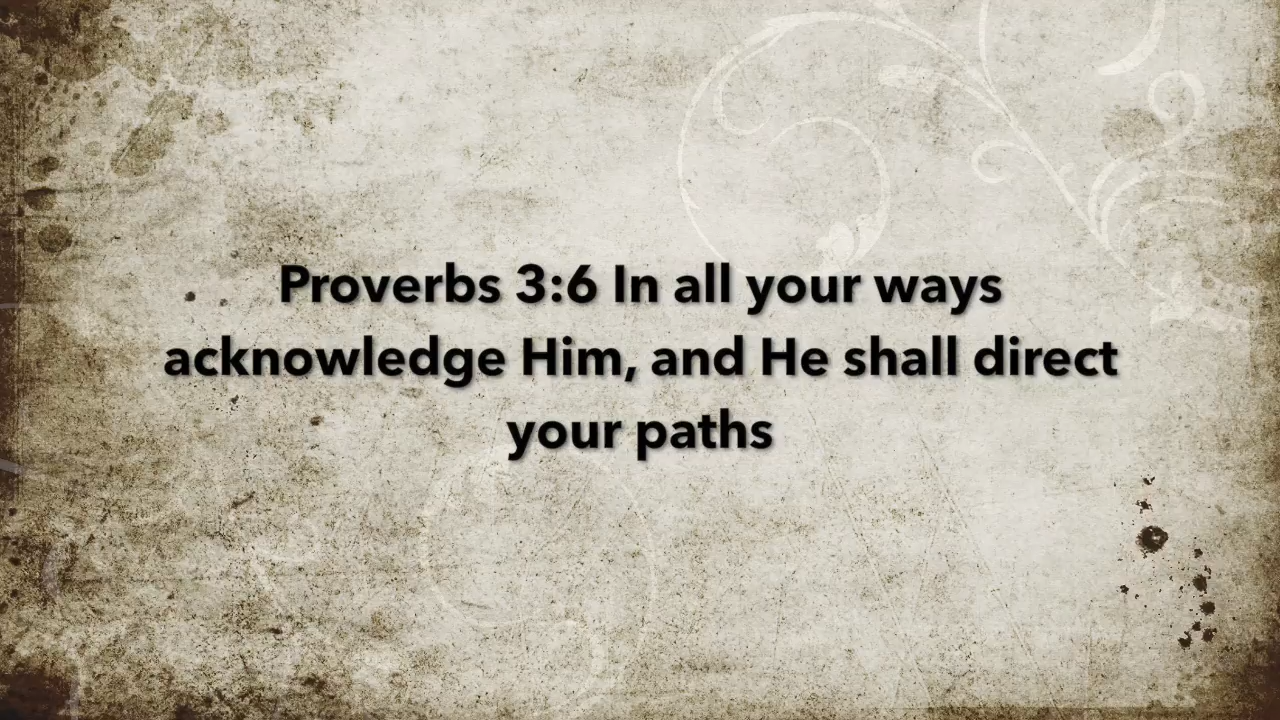 Proverbs 3:6 In all your ways
acknowledge Him, and He shall direct
your paths